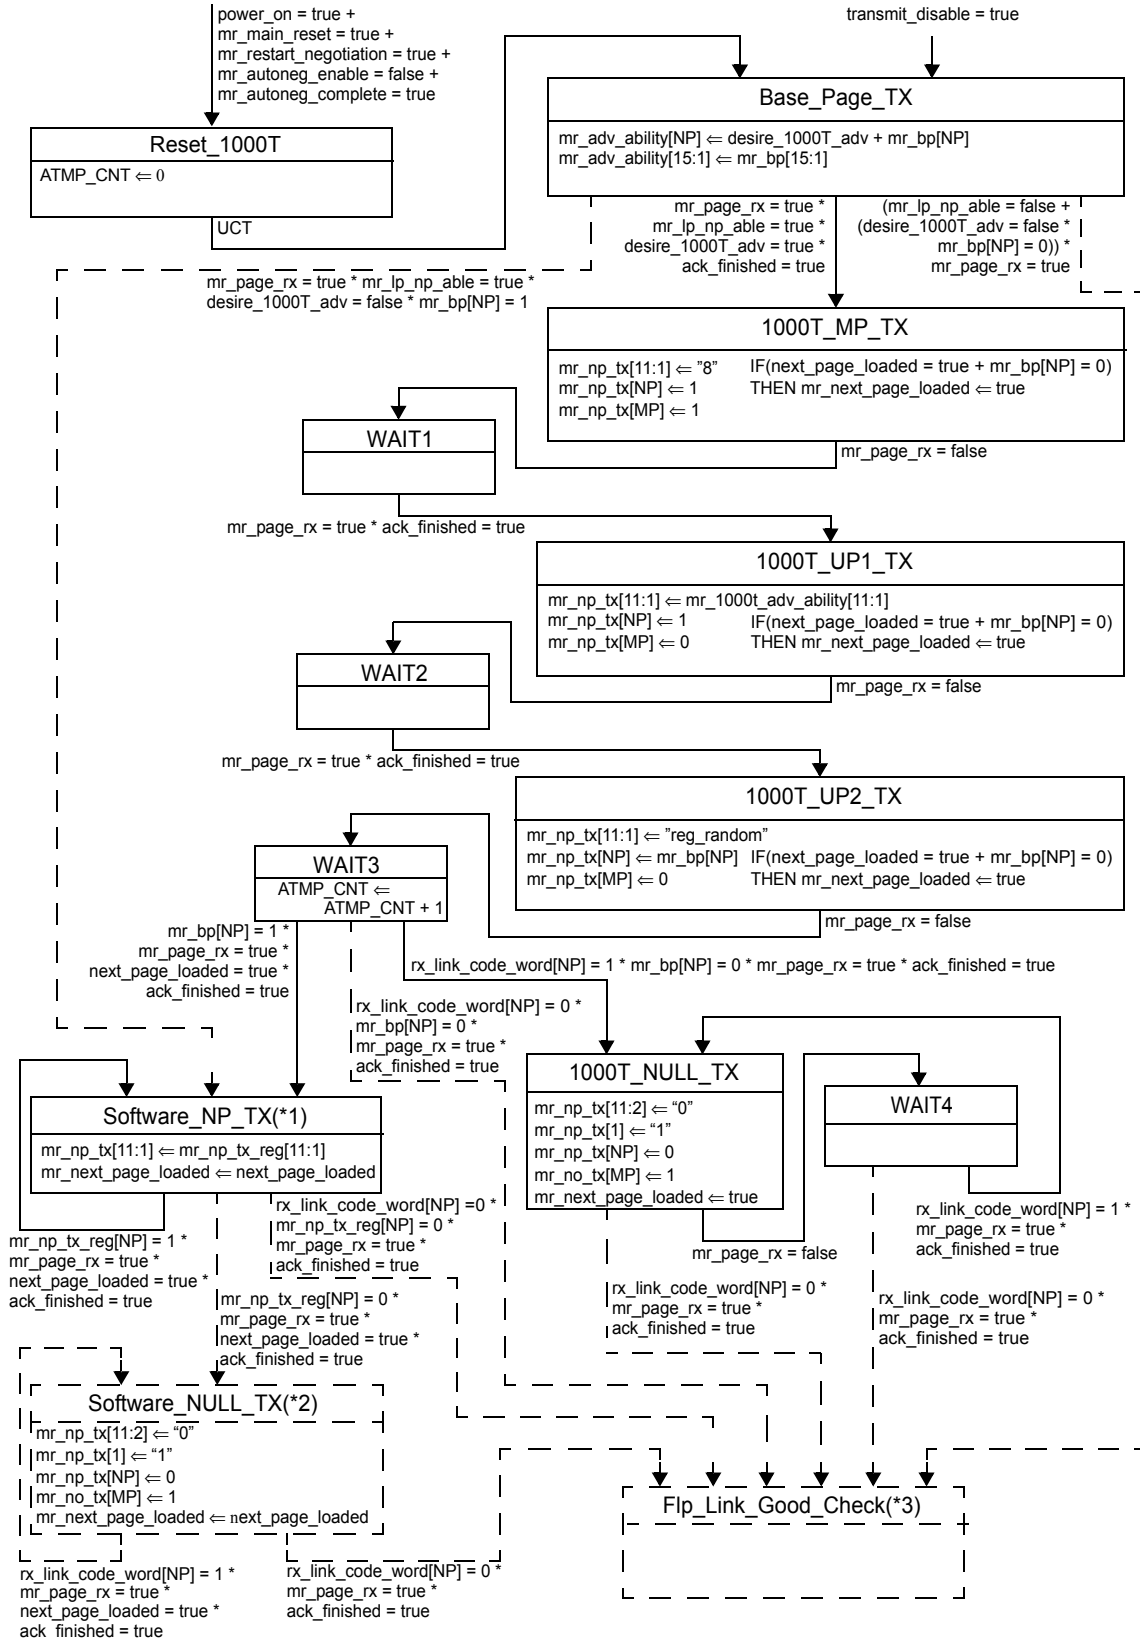 power_on = true +
mr_main_reset = true +
mr_restart_negotiation = true +
mr_autoneg_enable = false +
mr_autoneg_complete = true
transmit_disable = true
Reset_1000T
ATMP_CNT ⇐ 0
UCT
Base_Page_TX
mr_adv_ability[NP] ⇐ desire_1000T_adv + mr_bp[NP]
mr_adv_ability[15:1] ⇐ mr_bp[15:1]
mr_page_rx = true *
mr_lp_np_able = true *
desire_1000T_adv = true *
ack_finished = true
(mr_lp_np_able = false +
(desire_1000T_adv = false *
mr_bp[NP] = 0)) *
mr_page_rx = true
mr_page_rx = true * mr_lp_np_able = true *
desire_1000T_adv = false * mr_bp[NP] = 1
1000T_MP_TX
mr_np_tx[11:1] ⇐ ”8” IF(next_page_loaded = true + mr_bp[NP] = 0)
mr_np_tx[NP] ⇐ 1 THEN mr_next_page_loaded ⇐ true
mr_np_tx[MP] ⇐ 1
mr_page_rx = false
WAIT1
mr_page_rx = true * ack_finished = true
1000T_UP1_TX
mr_np_tx[11:1] ⇐ mr_1000t_adv_ability[11:1]
mr_np_tx[NP] ⇐ 1 IF(next_page_loaded = true + mr_bp[NP] = 0)
mr_np_tx[MP] ⇐ 0 THEN mr_next_page_loaded ⇐ true
mr_page_rx = false
WAIT2
mr_page_rx = true * ack_finished = true
1000T_UP2_TX
mr_np_tx[11:1] ⇐ ”reg_random”
mr_np_tx[NP] ⇐ mr_bp[NP] IF(next_page_loaded = true + mr_bp[NP] = 0)
mr_np_tx[MP] ⇐ 0 THEN mr_next_page_loaded ⇐ true
mr_page_rx = false
WAIT3
ATMP_CNT ⇐
ATMP_CNT + 1
mr_bp[NP] = 1 *
mr_page_rx = true *
next_page_loaded = true *
ack_finished = true
rx_link_code_word[NP] = 1 * mr_bp[NP] = 0 * mr_page_rx = true * ack_finished = true
rx_link_code_word[NP] = 0 *
mr_bp[NP] = 0 *
mr_page_rx = true *
ack_finished = true
Software_NP_TX(*1)
mr_np_tx[11:1] ⇐ mr_np_tx_reg[11:1]
mr_next_page_loaded ⇐ next_page_loaded
1000T_NULL_TX
mr_np_tx[11:2] ⇐ “0”
mr_np_tx[1] ⇐ “1”
mr_np_tx[NP] ⇐ 0
mr_no_tx[MP] ⇐ 1
mr_next_page_loaded ⇐ true
WAIT4
mr_np_tx_reg[NP] = 1 *
mr_page_rx = true *
next_page_loaded = true *
ack_finished = true
rx_link_code_word[NP] =0 *
mr_np_tx_reg[NP] = 0 *
mr_page_rx = true *
ack_finished = true
mr_page_rx = false
rx_link_code_word[NP] = 1 *
mr_page_rx = true *
ack_finished = true
rx_link_code_word[NP] = 0 *
mr_page_rx = true *
ack_finished = true
rx_link_code_word[NP] = 0 *
mr_page_rx = true *
ack_finished = true
mr_np_tx_reg[NP] = 0 *
mr_page_rx = true *
next_page_loaded = true *
ack_finished = true
Software_NULL_TX(*2)
mr_np_tx[11:2] ⇐ “0”
mr_np_tx[1] ⇐ “1”
mr_np_tx[NP] ⇐ 0
mr_no_tx[MP] ⇐ 1
mr_next_page_loaded ⇐ next_page_loaded
Flp_Link_Good_Check(*3)
rx_link_code_word[NP] = 1 *
mr_page_rx = true *
next_page_loaded = true *
ack_finished = true
rx_link_code_word[NP] = 0 *
mr_page_rx = true *
ack_finished = true